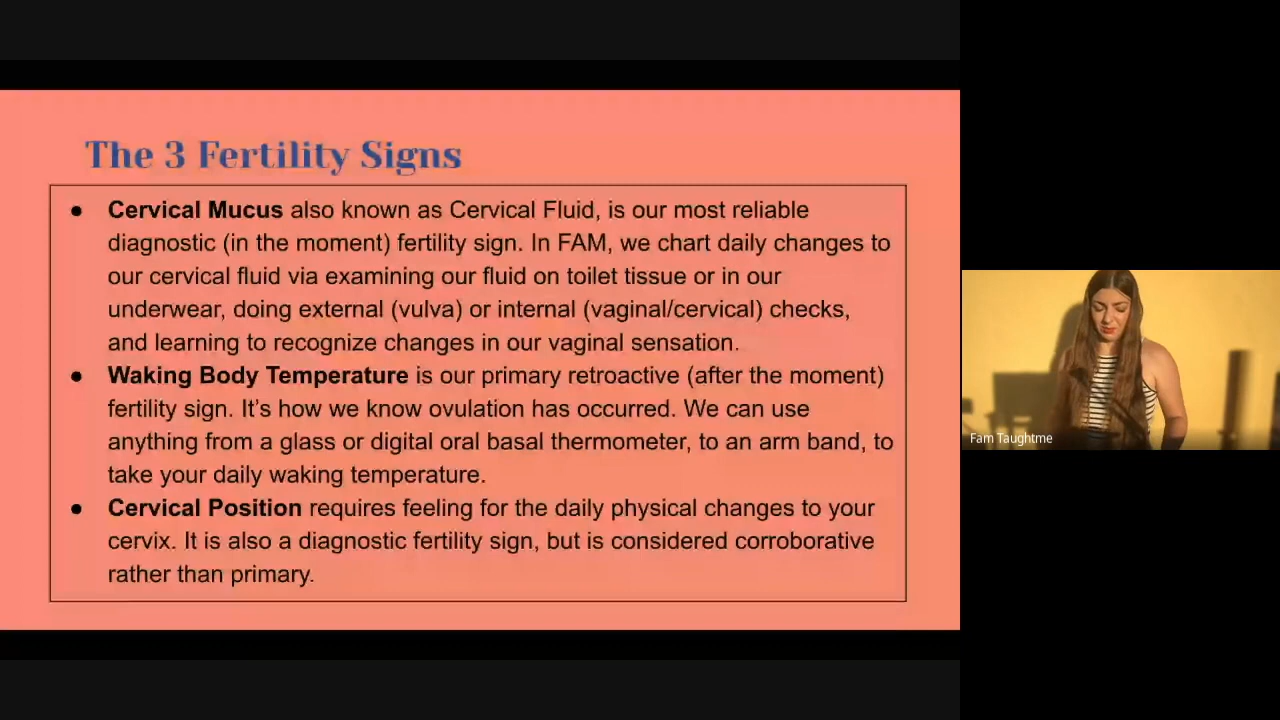 The 3 Fertility Signs
● Cervical Mucus also known as Cervical Fluid, is our most reliable
diagnostic (in the moment) fertility sign. In FAM, we chart daily changes to
our cervical fluid via examining our fluid on toilet tissue or in our
underwear, doing external (vulva) or internal (vaginal/cervical) checks,
and learning to recognize changes in our vaginal sensation.
● Waking Body Temperature is our primary retroactive (after the moment)
fertility sign. It’s how we know ovulation has occurred. We can use
anything from a glass or digital oral basal thermometer, to an arm band, to
take your daily waking temperature.
● Cervical Position requires feeling for the daily physical changes to your
cervix. It is also a diagnostic fertility sign, but is considered corroborative
rather than primary.
Fam Taughtme